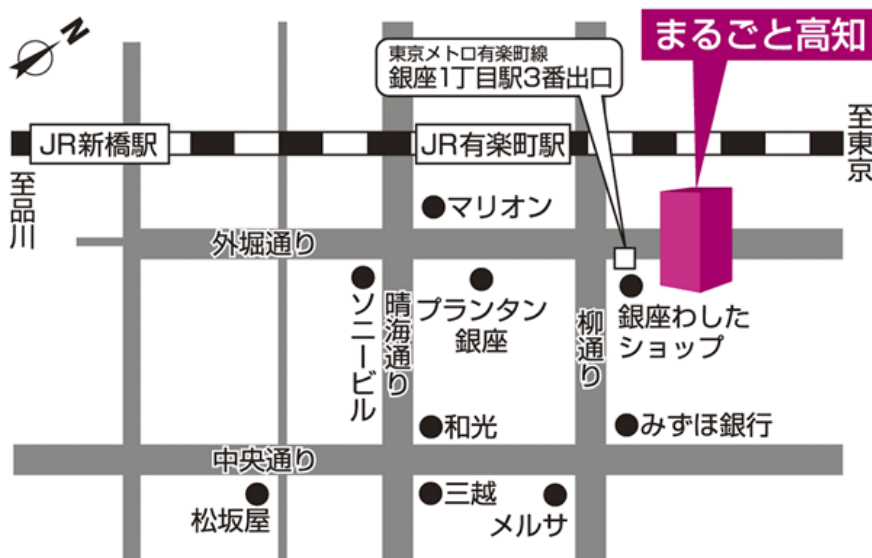 N
まるごと高知
東京メトロ有楽町線
銀座1丁目駅3番出口
JR新橋駅
JR有楽町駅
至東京
至品川
マリオン
外堀通り
ソニービル
晴海通り
プランタン
銀座
柳通り
銀座わした
ショップ
和光
みずほ銀行
中央通り
松坂屋
三越
メルサ